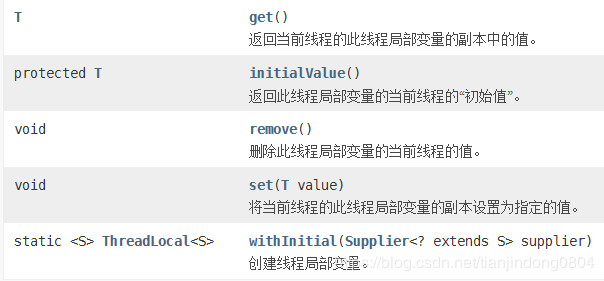 T get()
返回当前线程的此线程局部变量的副本中的值。
protected T initialValue()
返回此线程局部变量的当前线程的“初始值”。
void remove()
删除此线程局部变量的当前线程的值。
void set(T value)
将当前线程的此线程局部变量的副本设置为指定的值。
static <S> ThreadLocal<S> withInitial(Supplier<? extends S> supplier)
创建线程局部变量。 https://blog.csdn.net/tianjindong0804